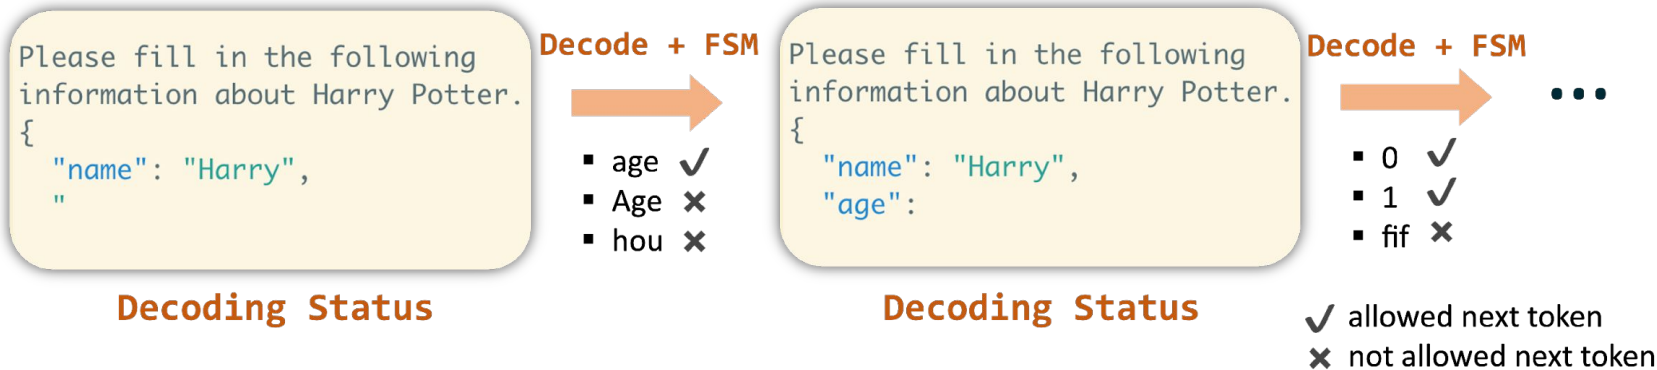 Please fill in the following
information about Harry Potter.
{
"name": "Harry",
"
Decoding Status
Decode + FSM
▪ age ✓
▪ Age ✗
▪ hou ✗
Please fill in the following
information about Harry Potter.
{
"name": "Harry",
"age":
Decoding Status
Decode + FSM
▪ 0 ✓
▪ 1 ✓
▪ fif ✗
...
✓ allowed next token
✗ not allowed next token